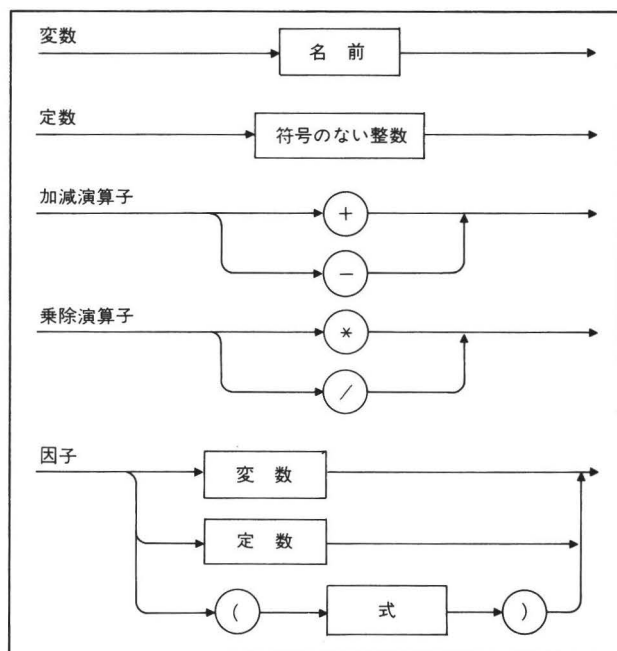 変数
名 前
定数
符号のない整数
加減演算子
+
−
乗除演算子
*
/
因子
変 数
定 数
( 式 )